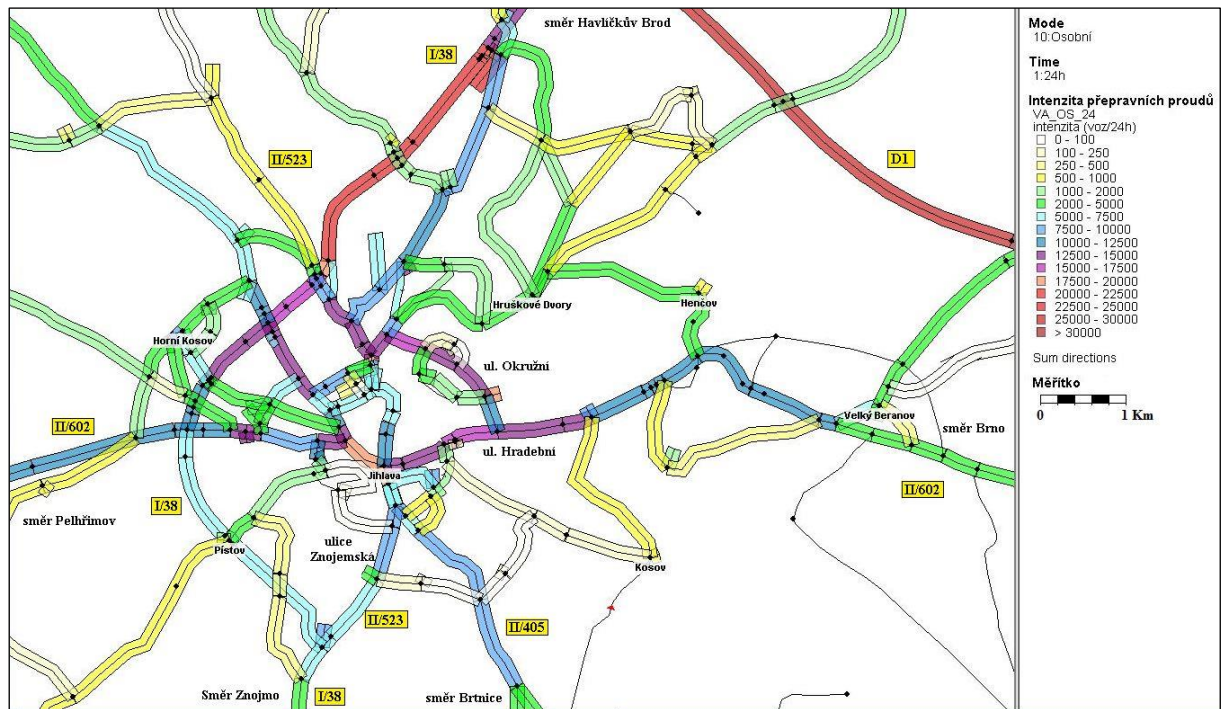 směr Havlíčkův Brod
I/38
II/523
D1
Hruškové Dvory
Henčov
Horní Kosov
ul. Okružní
Velký Beranov
II/602
směr Brno
ul. Hradební
Jihlava
I/38
II/602
směr Pelhřimov
Pístov
ulice
Znojemská
Kosov
II/523
II/405
Směr Znojmo
I/38
směr Brtnice
Mode
10:Osobní
Time
1:24h
Intenzita přepravních proudů
VA_OS_24
intenzita (voz/24h)
0 - 100
100 - 250
250 - 500
500 - 1000
1000 - 2000
2000 - 5000
5000 - 7500
7500 - 10000
10000 - 12500
12500 - 15000
15000 - 17500
17500 - 20000
20000 - 22500
22500 - 25000
25000 - 30000
> 30000
Sum directions
Měřítko
0 1 Km